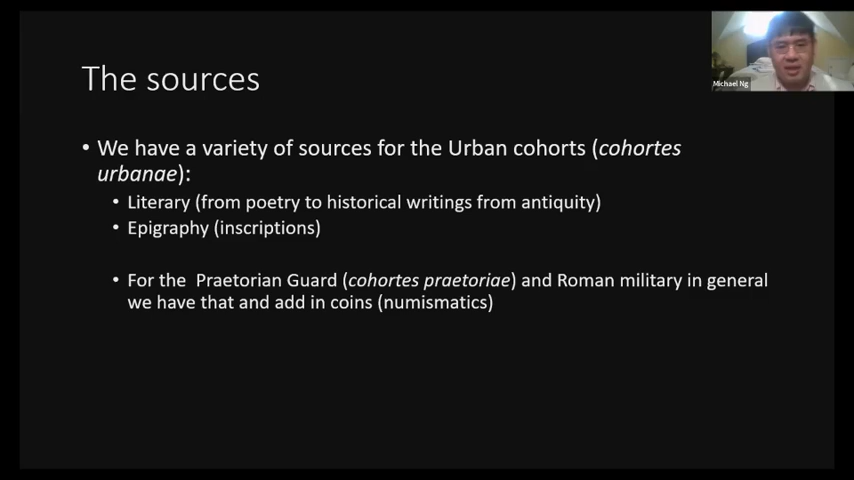 The sources
Michael Ng
• We have a variety of sources for the Urban cohorts (cohortes
urbanae):
• Literary (from poetry to historical writings from antiquity)
• Epigraphy (inscriptions)
• For the  Praetorian Guard (cohortes praetoriae) and Roman military in general
we have that and add in coins (numismatics)